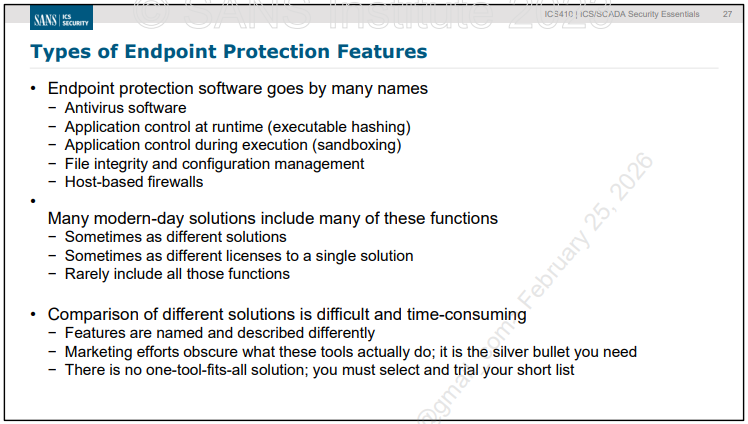 © SANS Institute 2026
SANS ICS SECURITY
ICS410 | ICS/SCADA Security Essentials 27
Types of Endpoint Protection Features
• Endpoint protection software goes by many names
− Antivirus software
− Application control at runtime (executable hashing)
− Application control during execution (sandboxing)
− File integrity and configuration management
− Host-based firewalls
•
Many modern-day solutions include many of these functions
− Sometimes as different solutions
− Sometimes as different licenses to a single solution
− Rarely include all those functions
• Comparison of different solutions is difficult and time-consuming
− Features are named and described differently
− Marketing efforts obscure what these tools actually do; it is the silver bullet you need
− There is no one-tool-fits-all solution; you must select and trial your short list
February 25, 2026